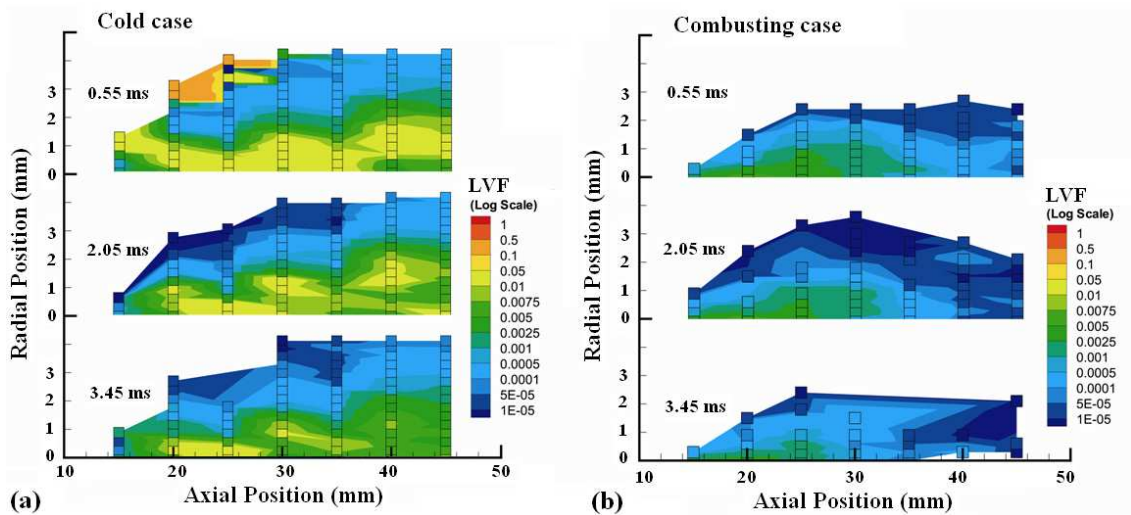 Cold case
0.55 ms
3
2
1
0
2.05 ms
3
2
1
0
3.45 ms
3
2
1
0
10
20
30
40
50
Radial Position (mm)
Axial Position (mm)
LVF
(Log Scale)
1
0.5
0.1
0.05
0.01
0.0075
0.005
0.0025
0.001
0.0005
0.0001
5E-05
1E-05
(a)
Combusting case
0.55 ms
3
2
1
0
2.05 ms
3
2
1
0
3.45 ms
3
2
1
0
10
20
30
40
50
Radial Position (mm)
Axial Position (mm)
LVF
(Log Scale)
1
0.5
0.1
0.05
0.01
0.0075
0.005
0.0025
0.001
0.0005
0.0001
5E-05
1E-05
(b)